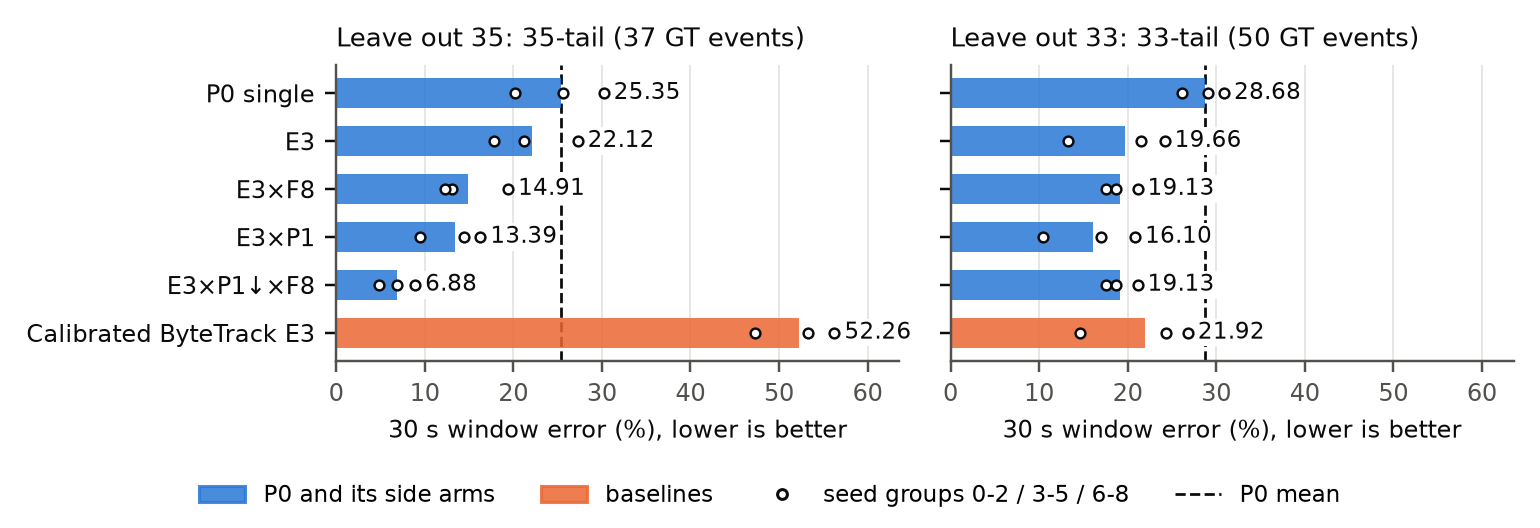 Leave out 35: 35-tail (37 GT events)
Leave out 33: 33-tail (50 GT events)
P0 single 25.35 28.68
E3 22.12 19.66
E3×F8 14.91 19.13
E3×P1 13.39 16.10
E3×P1↓×F8 6.88 19.13
Calibrated ByteTrack E3 52.26 21.92
0 10 20 30 40 50 60
0 10 20 30 40 50 60
30 s window error (%), lower is better
30 s window error (%), lower is better
P0 and its side arms baselines seed groups 0-2 / 3-5 / 6-8 P0 mean